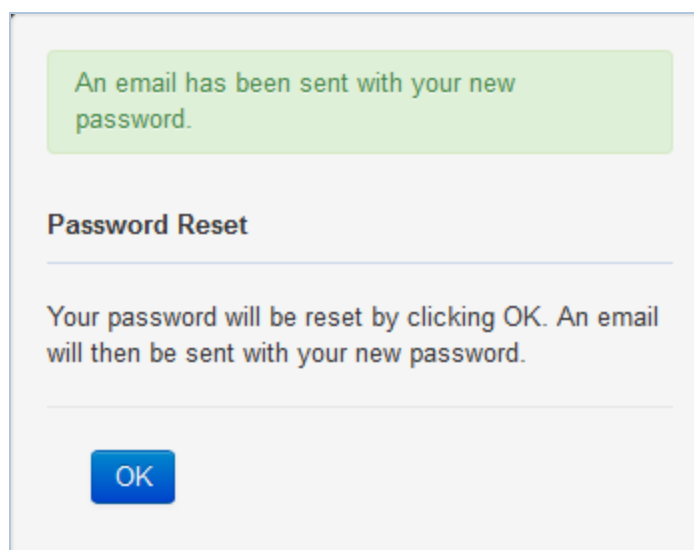 An email has been sent with your new
password.
Password Reset
Your password will be reset by clicking OK. An email
will then be sent with your new password.
OK